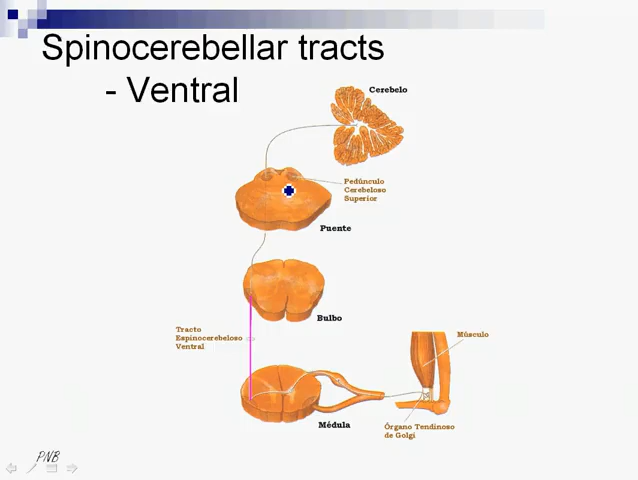 Spinocerebellar tracts
- Ventral
Cerebelo
Pedúnculo
Cerebeloso
Superior
Puente
Bulbo
Tracto
Espinocerebeloso
Ventral
Músculo
Médula
Órgano Tendinoso
de Golgi
PNB